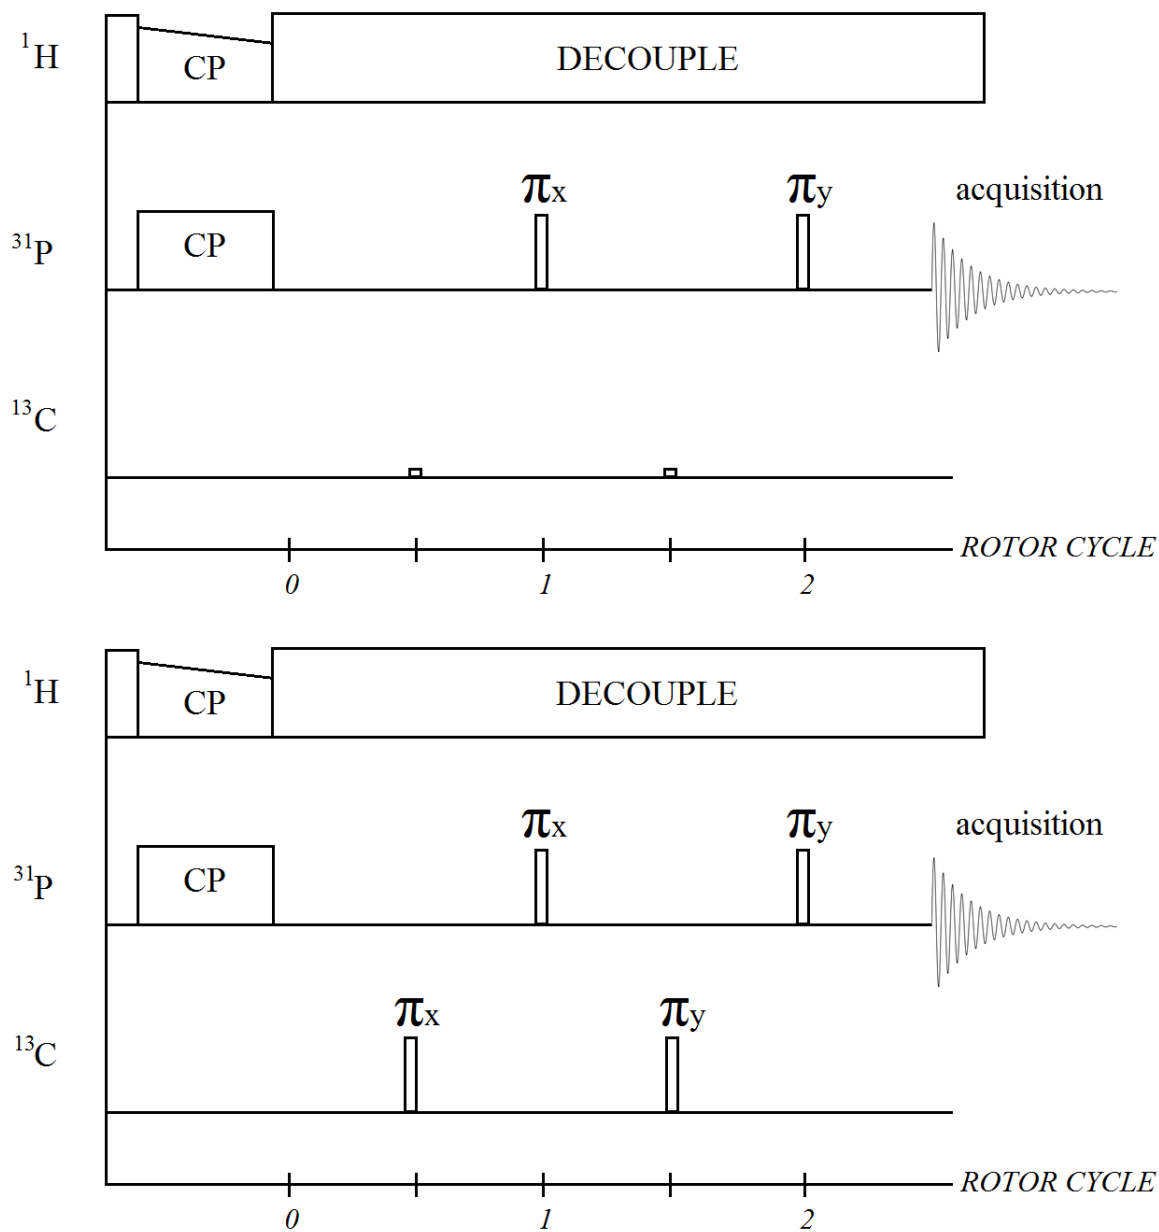 ¹H
CP
DECOUPLE
πx
πy
acquisition
³¹P
CP
¹³C
ROTOR CYCLE
0
1
2
¹H
CP
DECOUPLE
πx
πy
acquisition
³¹P
CP
πx
πy
¹³C
ROTOR CYCLE
0
1
2